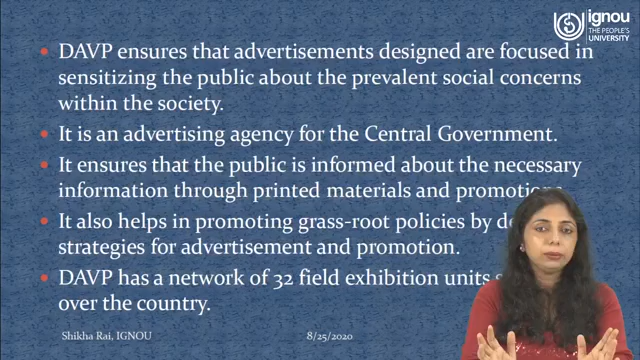 ignou
THE PEOPLE'S
UNIVERSITY
DAVP ensures that advertisements designed are focused in
sensitizing the public about the prevalent social concerns
within the society.
It is an advertising agency for the Central Government.
It ensures that the public is informed about the necessary
information through printed materials and promotions.
It also helps in promoting grass-root policies by
strategies for advertisement and promotion.
DAVP has a network of 32 field exhibition units
over the country.
Shikha Rai, IGNOU 8/25/2020